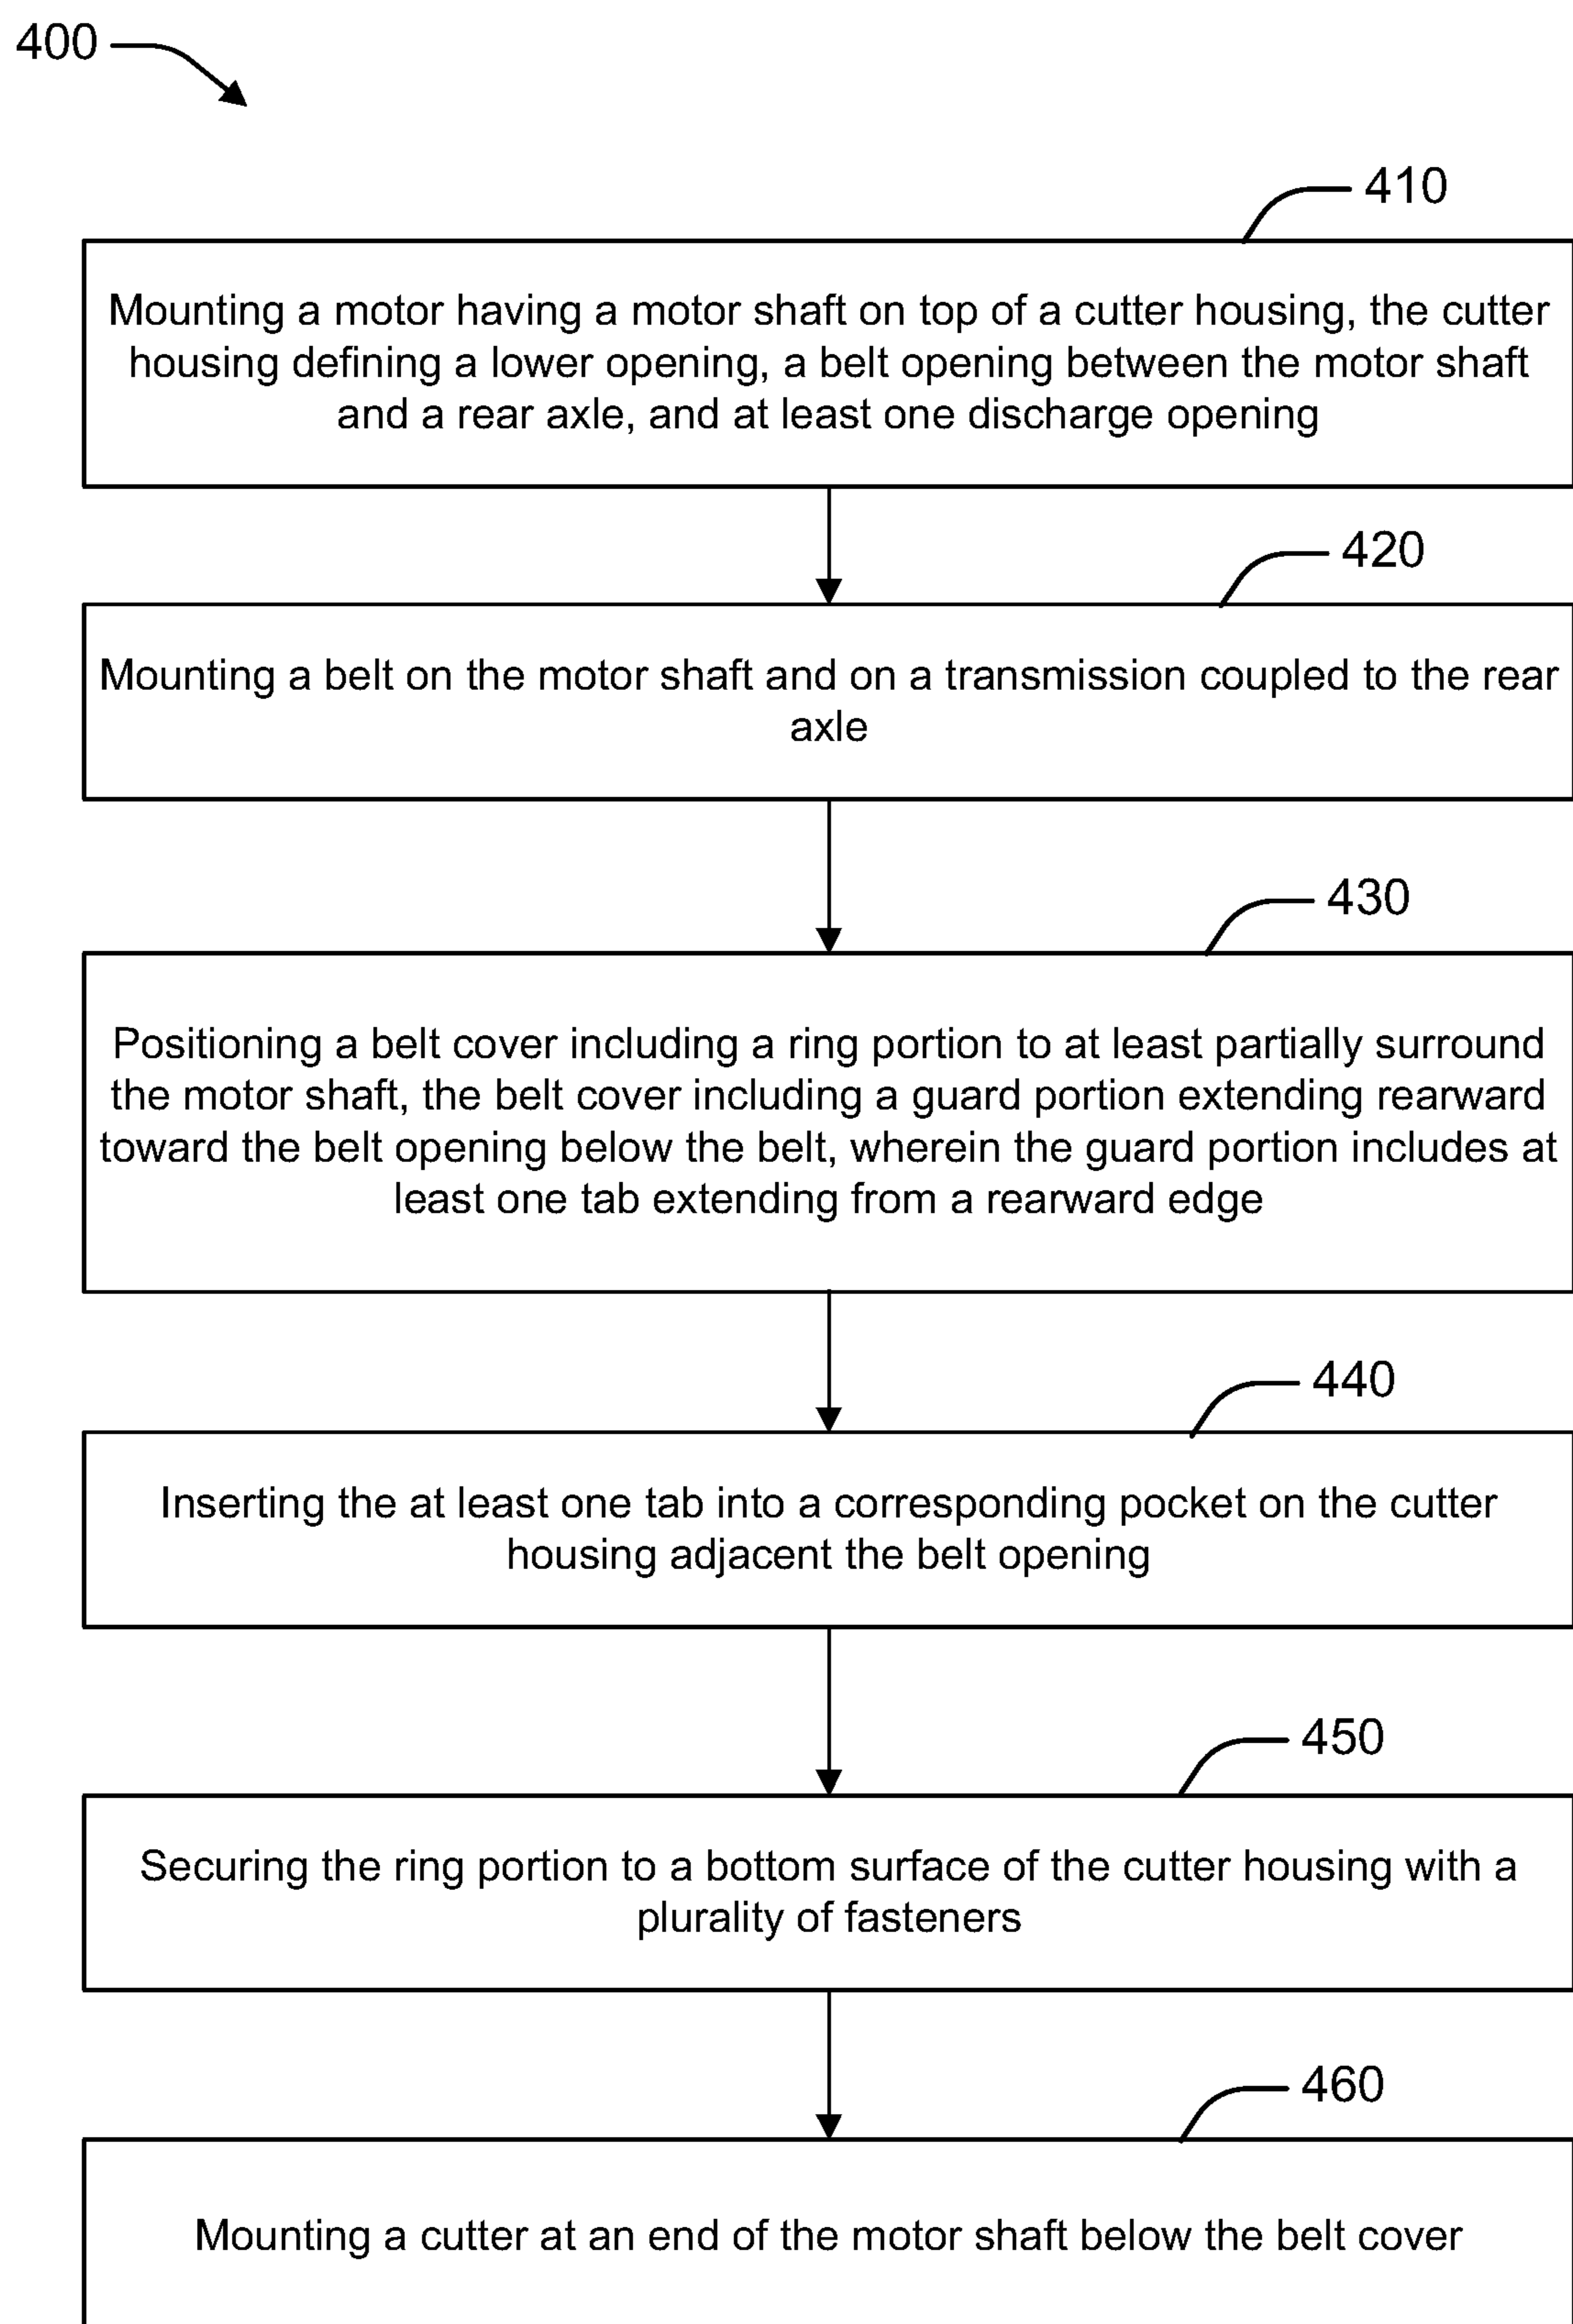 400
410
Mounting a motor having a motor shaft on top of a cutter housing, the cutter
housing defining a lower opening, a belt opening between the motor shaft
and a rear axle, and at least one discharge opening
420
Mounting a belt on the motor shaft and on a transmission coupled to the rear
axle
430
Positioning a belt cover including a ring portion to at least partially surround
the motor shaft, the belt cover including a guard portion extending rearward
toward the belt opening below the belt, wherein the guard portion includes at
least one tab extending from a rearward edge
440
Inserting the at least one tab into a corresponding pocket on the cutter
housing adjacent the belt opening
450
Securing the ring portion to a bottom surface of the cutter housing with a
plurality of fasteners
460
Mounting a cutter at an end of the motor shaft below the belt cover